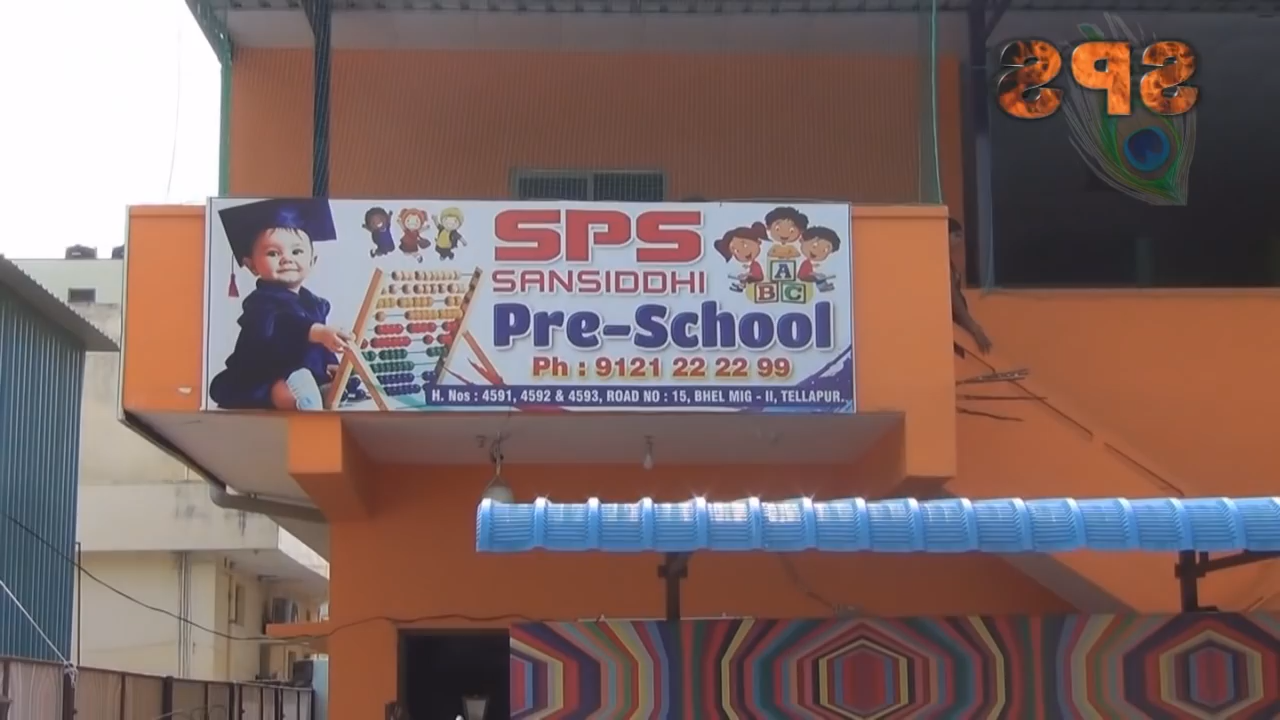 SPS
SPS
SANSIDDHI
Pre-School
Ph : 9121 22 22 99
H. Nos : 4591, 4592 & 4593, ROAD NO : 15, BHEL MIG - II, TELLAPUR.
A
B C